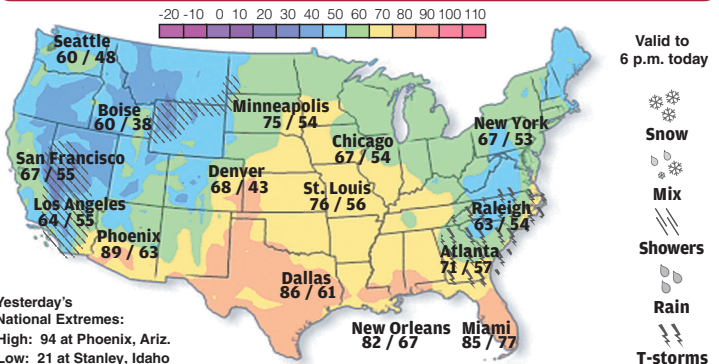 -20 -10 0 10 20 30 40 50 60 70 80 90 100 110
Valid to
6 p.m. today
Snow
Mix
Showers
Rain
T-storms
Seattle
60 / 48
Boise
60 / 38
Minneapolis
75 / 54
Chicago
67 / 54
New York
67 / 53
San Francisco
67 / 55
Denver
68 / 43
St. Louis
76 / 56
Los Angeles
64 / 55
Phoenix
89 / 63
Raleigh
63 / 54
Atlanta
71 / 57
Dallas
86 / 61
New Orleans
82 / 67
Miami
85 / 77
Yesterday's
National Extremes:
High: 94 at Phoenix, Ariz.
Low: 21 at Stanley, Idaho